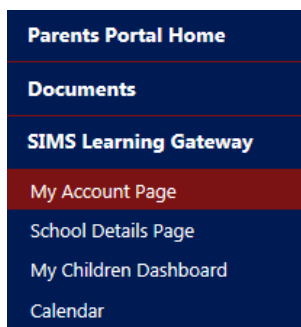 Parents Portal Home
Documents
SIMS Learning Gateway
My Account Page
School Details Page
My Children Dashboard
Calendar